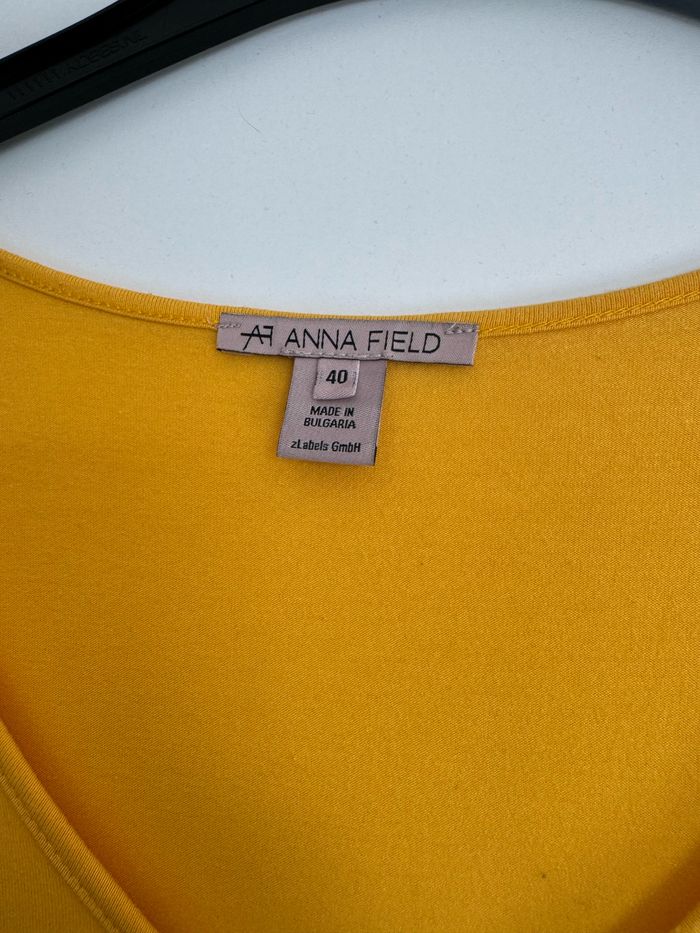 AF ANNA FIELD
40
MADE IN
BULGARIA
zLabels GmbH